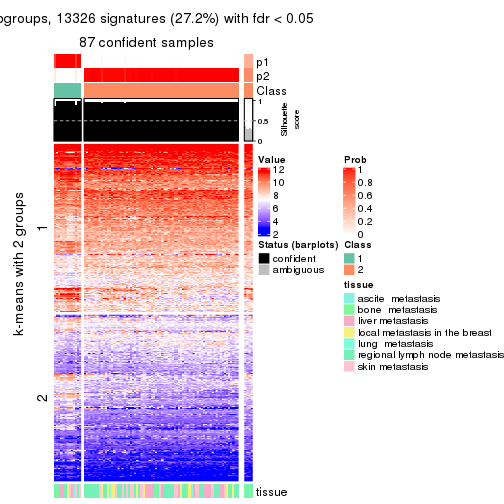 ogroups, 13326 signatures (27.2%) with fdr < 0.05
87 confident samples
p1
p2
Class
1
0.5
0
Silhouette
score
k-means with 2 groups
1
2
Value
12
10
8
6
4
2
Prob
1
0.8
0.6
0.4
0.2
0
Status (barplots)
confident
ambiguous
Class
1
2
tissue
ascite metastasis
bone metastasis
liver metastasis
local metastasis in the breast
lung metastasis
regional lymph node metastasis
skin metastasis
tissue